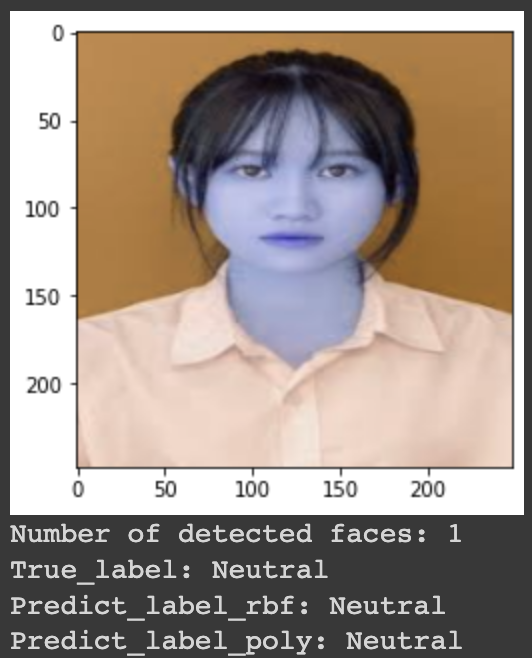 0
50
100
150
200
0 50 100 150 200
Number of detected faces: 1
True_label: Neutral
Predict_label_rbf: Neutral
Predict_label_poly: Neutral